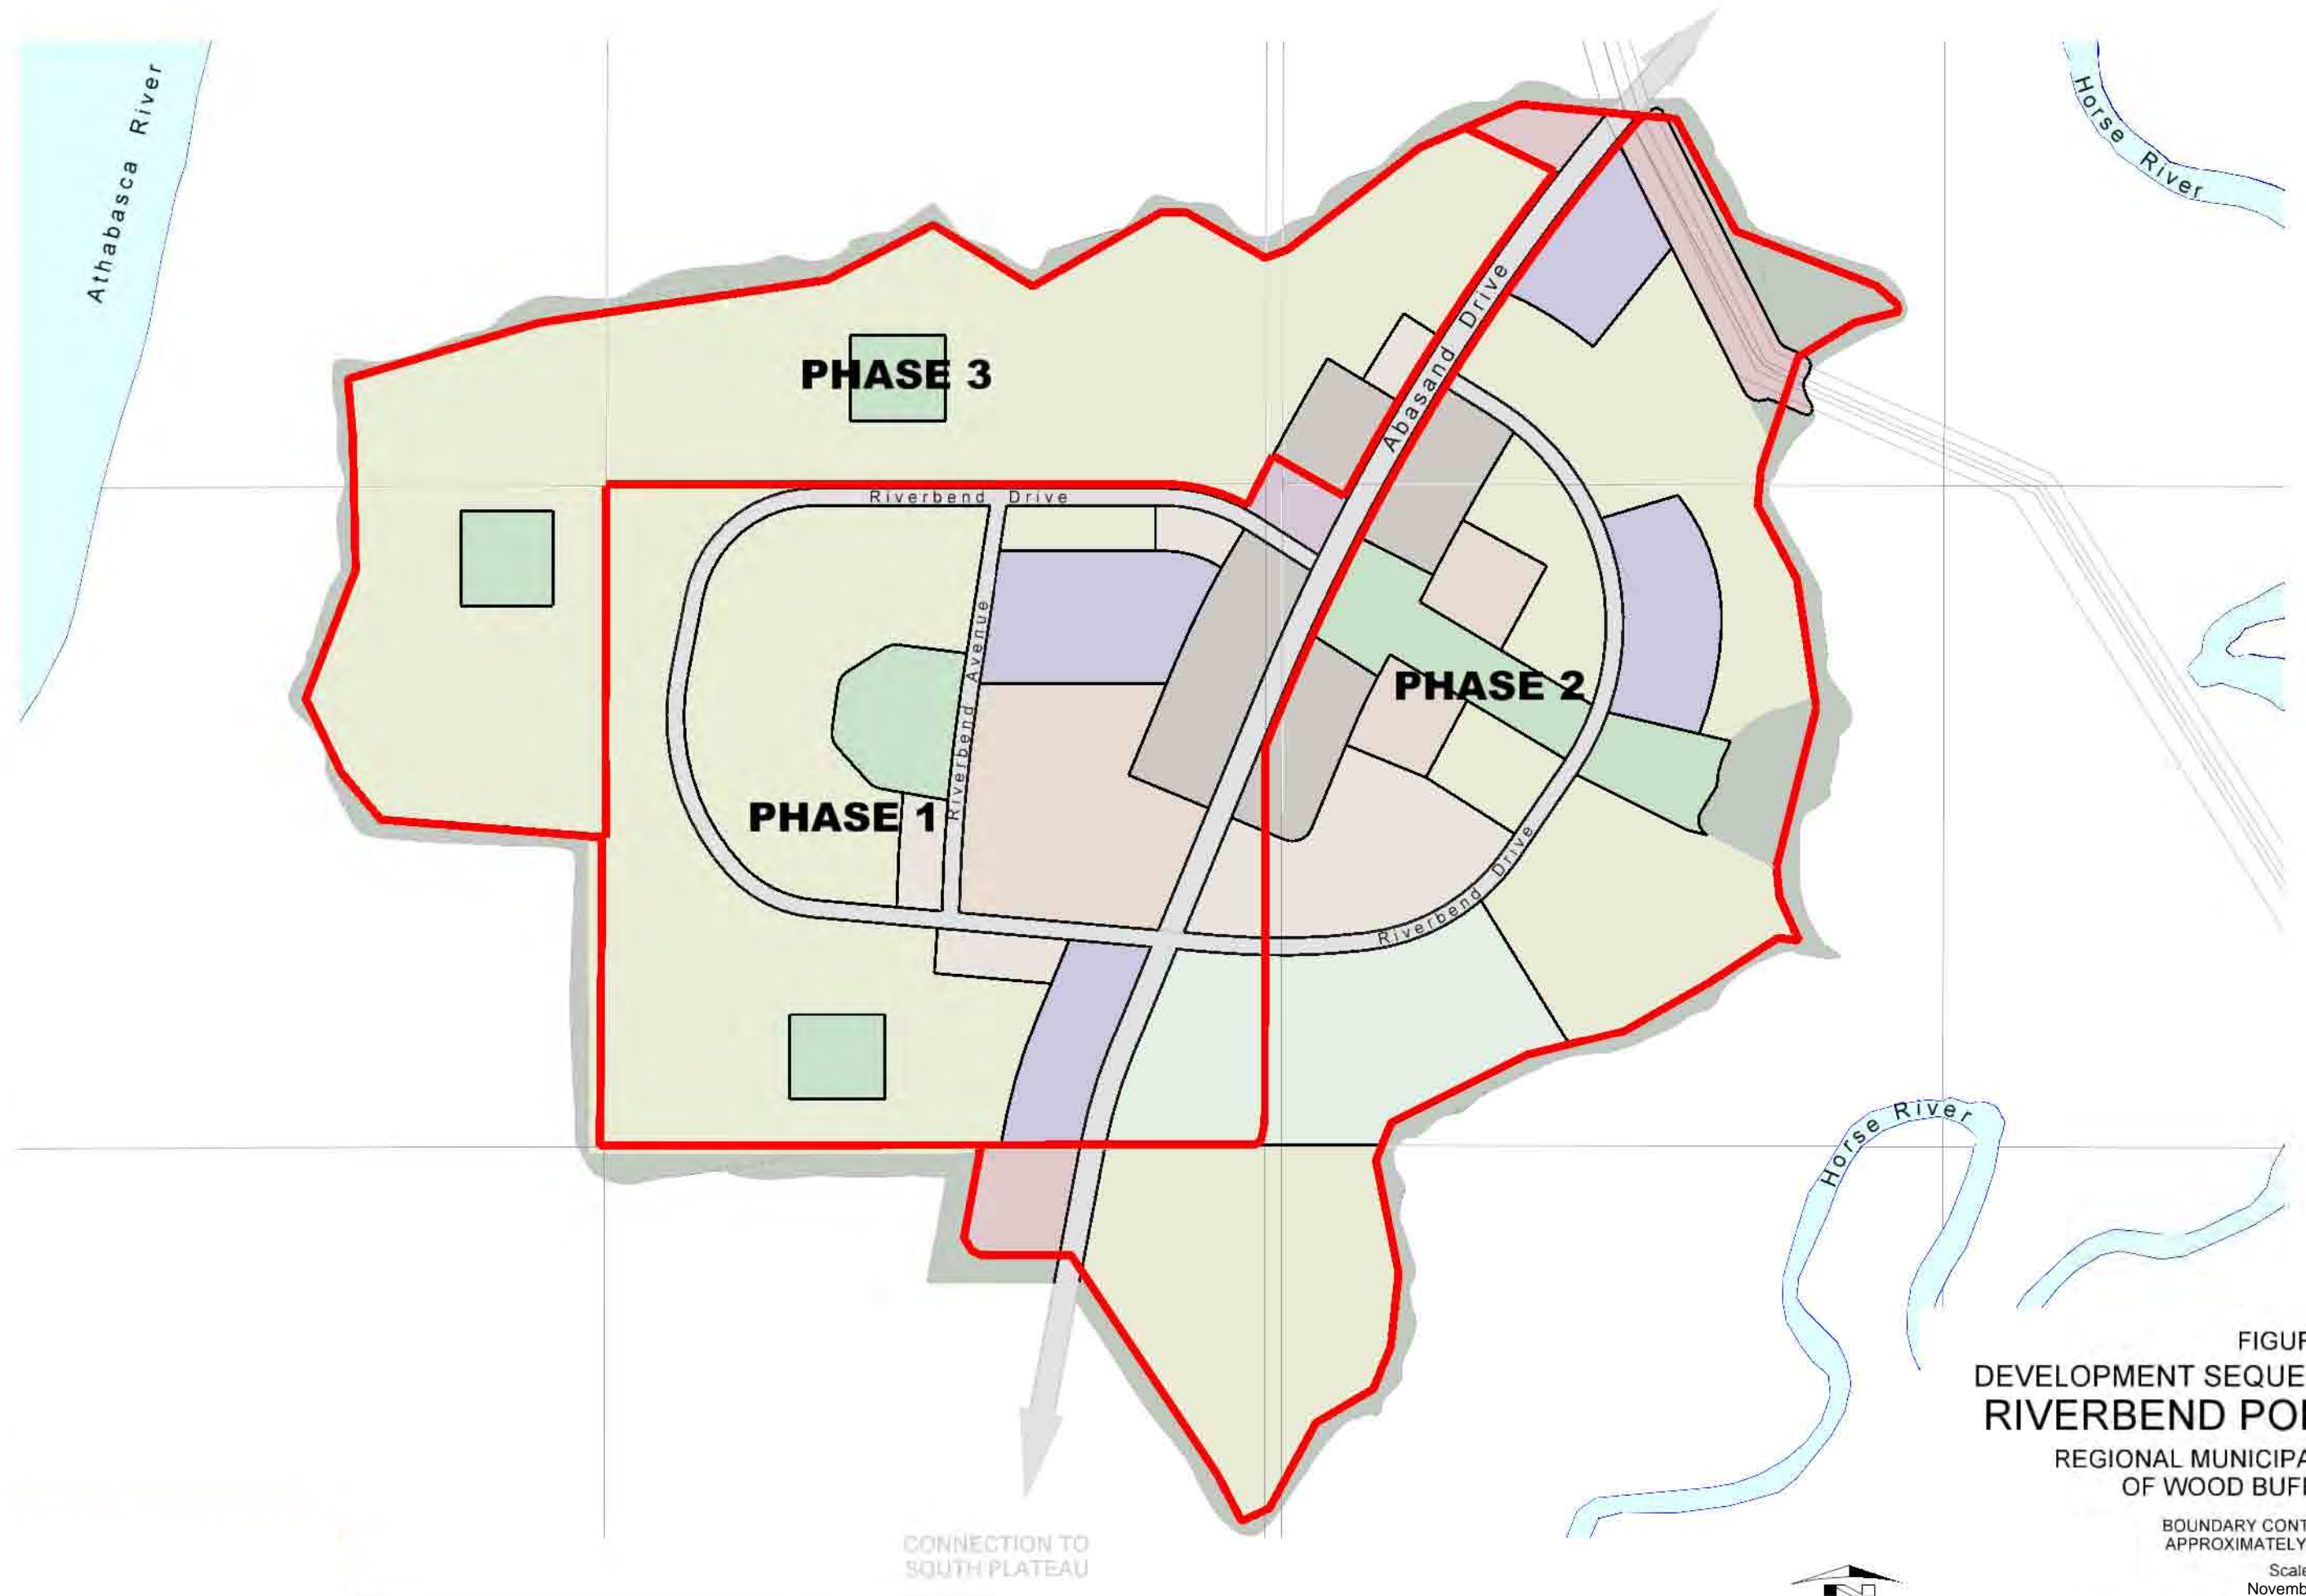 Athabasca River
Horse River
PHASE 3
Abasand Drive
Riverbend Drive
Riverbend Avenue
PHASE 2
PHASE 1
Riverbend Drive
Horse River
CONNECTION TO
SOUTH PLATEAU
FIGUR
DEVELOPMENT SEQUE
RIVERBEND POI
REGIONAL MUNICIPA
OF WOOD BUF
BOUNDARY CONT
APPROXIMATELY
Scale
Novemb
N